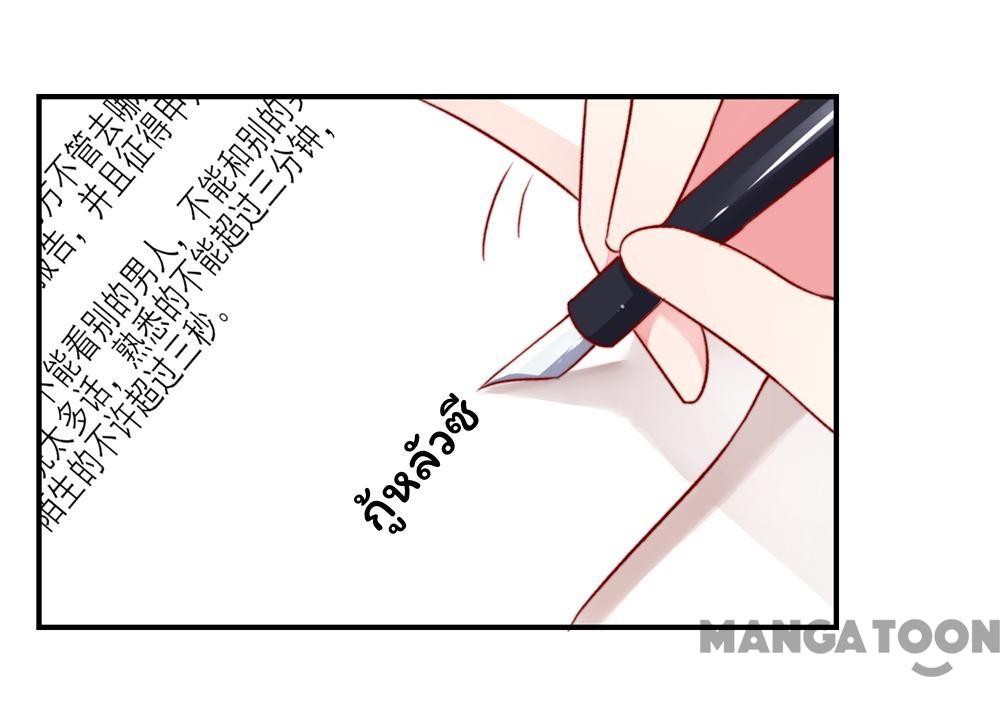 方不管去哪
报告，并且征得甲
不能看别的男人，不能和别的男
说太多话，熟悉的不能超过三分钟，
陌生的不许超过三秒。
กู้หลัวซี
MANGATOON